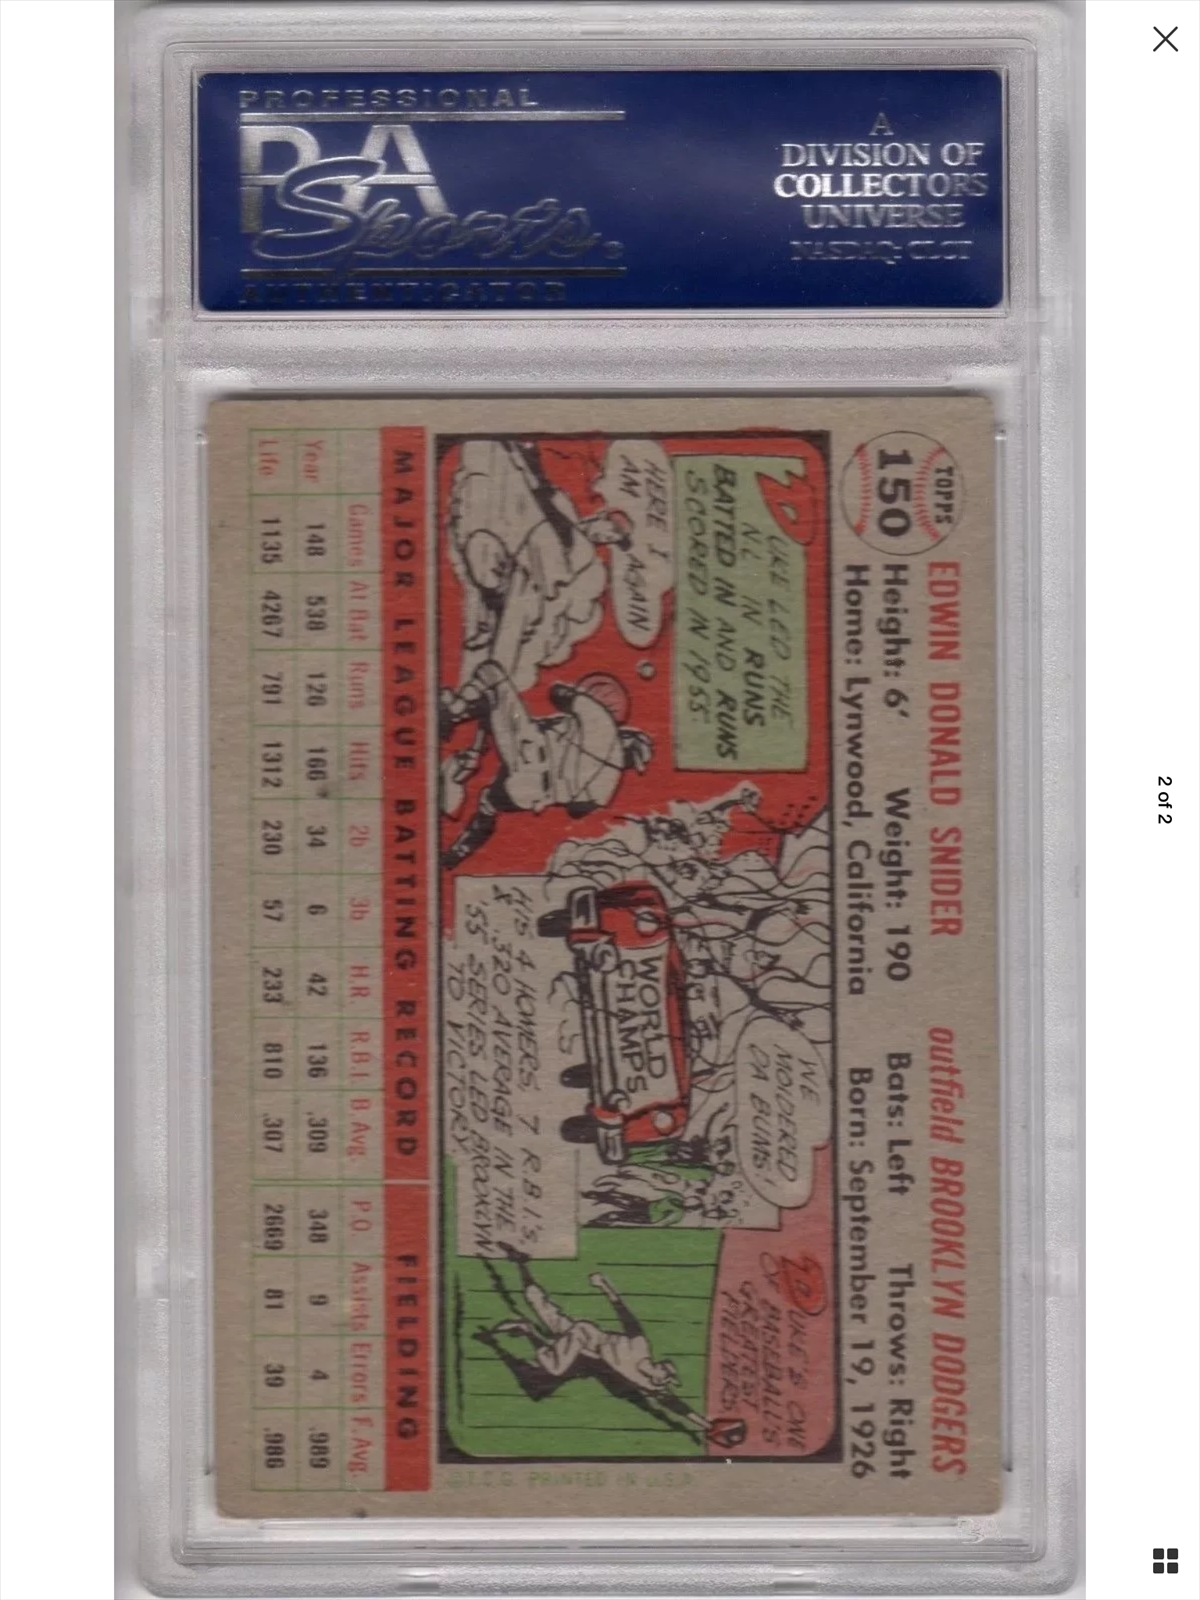 PROFESSIONAL
PSA
Sports
AUTHENTICATOR
A
DIVISION OF
COLLECTORS
UNIVERSE
NASDAQ: CLCT
2 of 2
TOPPS
150
EDWIN DONALD SNIDER outfield BROOKLYN DODGERS
Height: 6' Weight: 190 Bats: Left Throws: Right
Home: Lynwood, California Born: September 19, 1926
DUKE LED THE
N.L. IN RUNS
BATTED IN AND RUNS
SCORED IN 1955
HERE I
AM AGAIN
WE
MOIDERED
DA BUMS!
WORLD
CHAMPS
HIS 4 HOMERS, 7 R.B.I.'S,
& .320 AVERAGE IN THE
'55 SERIES LED BROOKLYN
TO VICTORY.
DUKE IS ONE
OF BASEBALL'S
GREATEST
FIELDERS
MAJOR LEAGUE BATTING RECORD FIELDING
Games At Bat Runs Hits 2b 3b H.R. R.B.I. B. Avg. P.O. Assists Errors F. Avg.
Year 148 538 126 166 34 6 42 136 .309 348 9 4 .989
Life 1135 4267 791 1312 230 57 233 810 .307 2669 81 39 .986
©T.C.G. PRINTED IN U.S.A.